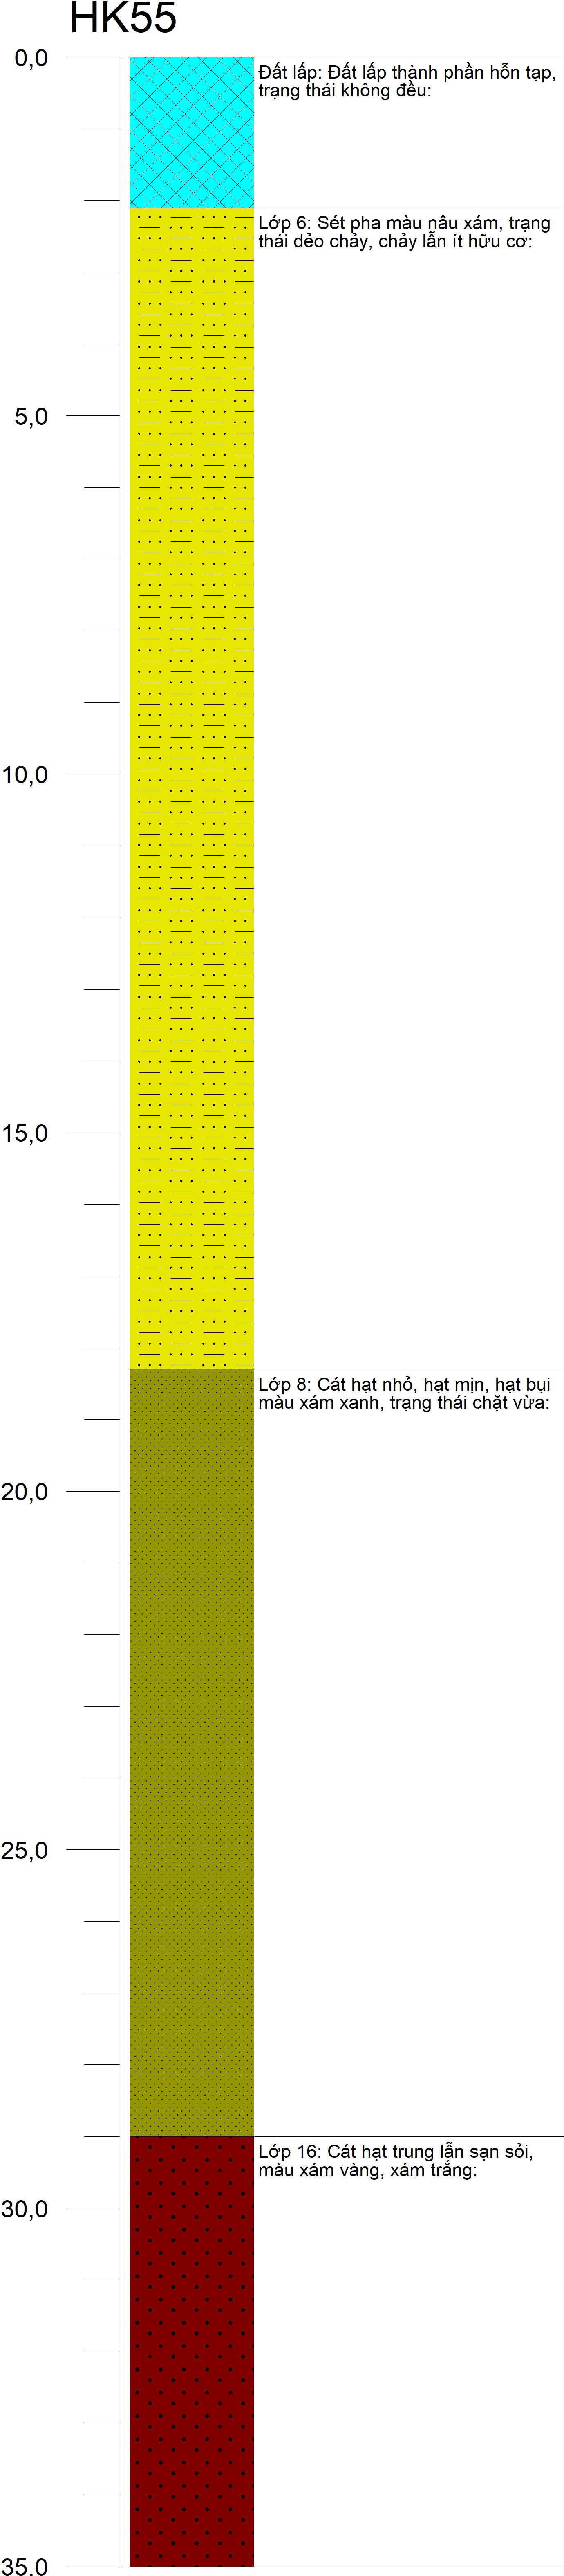 HK55
0,0
Đất lấp: Đất lấp thành phần hỗn tạp,
trạng thái không đều:
Lớp 6: Sét pha màu nâu xám, trạng
thái dẻo chảy, chảy lẫn ít hữu cơ:
5,0
10,0
15,0
Lớp 8: Cát hạt nhỏ, hạt mịn, hạt bụi
màu xám xanh, trạng thái chặt vừa:
20,0
25,0
Lớp 16: Cát hạt trung lẫn sạn sỏi,
màu xám vàng, xám trắng:
30,0
35,0